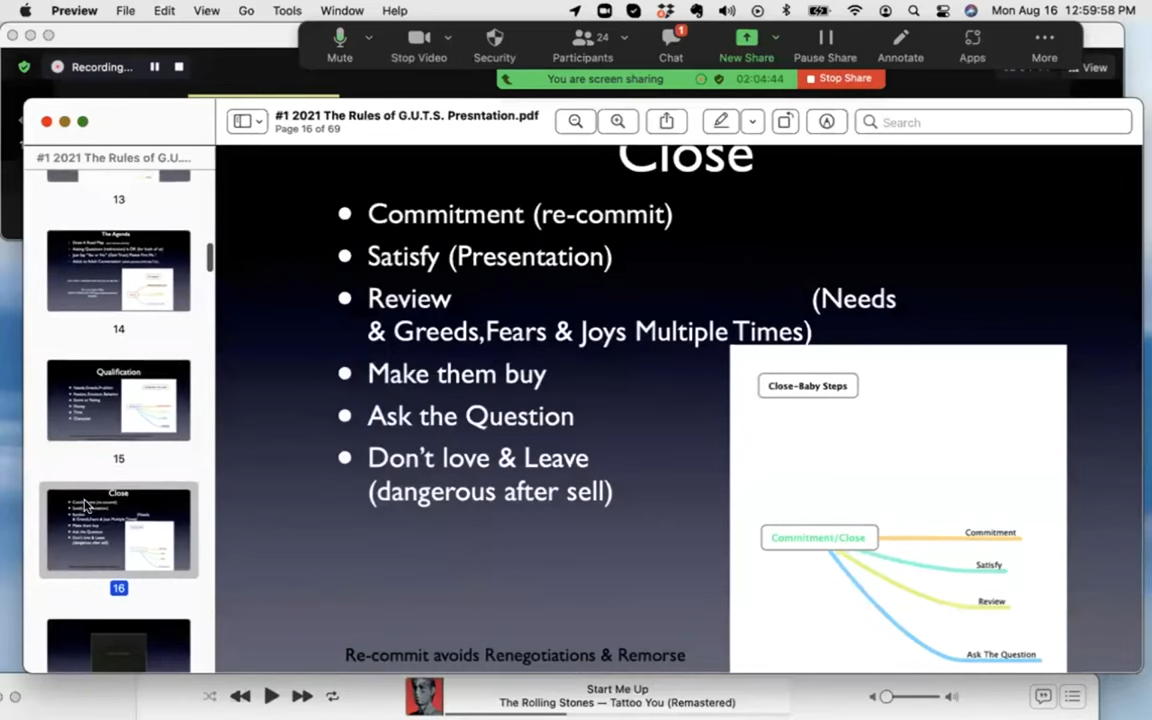 Preview File Edit View Go Tools Window Help Mon Aug 16 12:59:58 PM
Recording...
Mute Stop Video Security Participants 24 Chat 1 New Share Pause Share Annotate Apps More
View
You are screen sharing 02:04:44 Stop Share
#1 2021 The Rules of G.U.T.S. Presntation.pdf
Page 16 of 69
Search
#1 2021 The Rules of G.U....
13
The Agenda
14
Qualification
15
Close
16
Close
Commitment (re-commit)
Satisfy (Presentation)
Review (Needs
& Greeds,Fears & Joys Multiple Times)
Make them buy
Ask the Question
Don't love & Leave
(dangerous after sell)
Close-Baby Steps
Commitment/Close
Commitment
Satisfy
Review
Ask The Question
Re-commit avoids Renegotiations & Remorse
Start Me Up
The Rolling Stones — Tattoo You (Remastered)